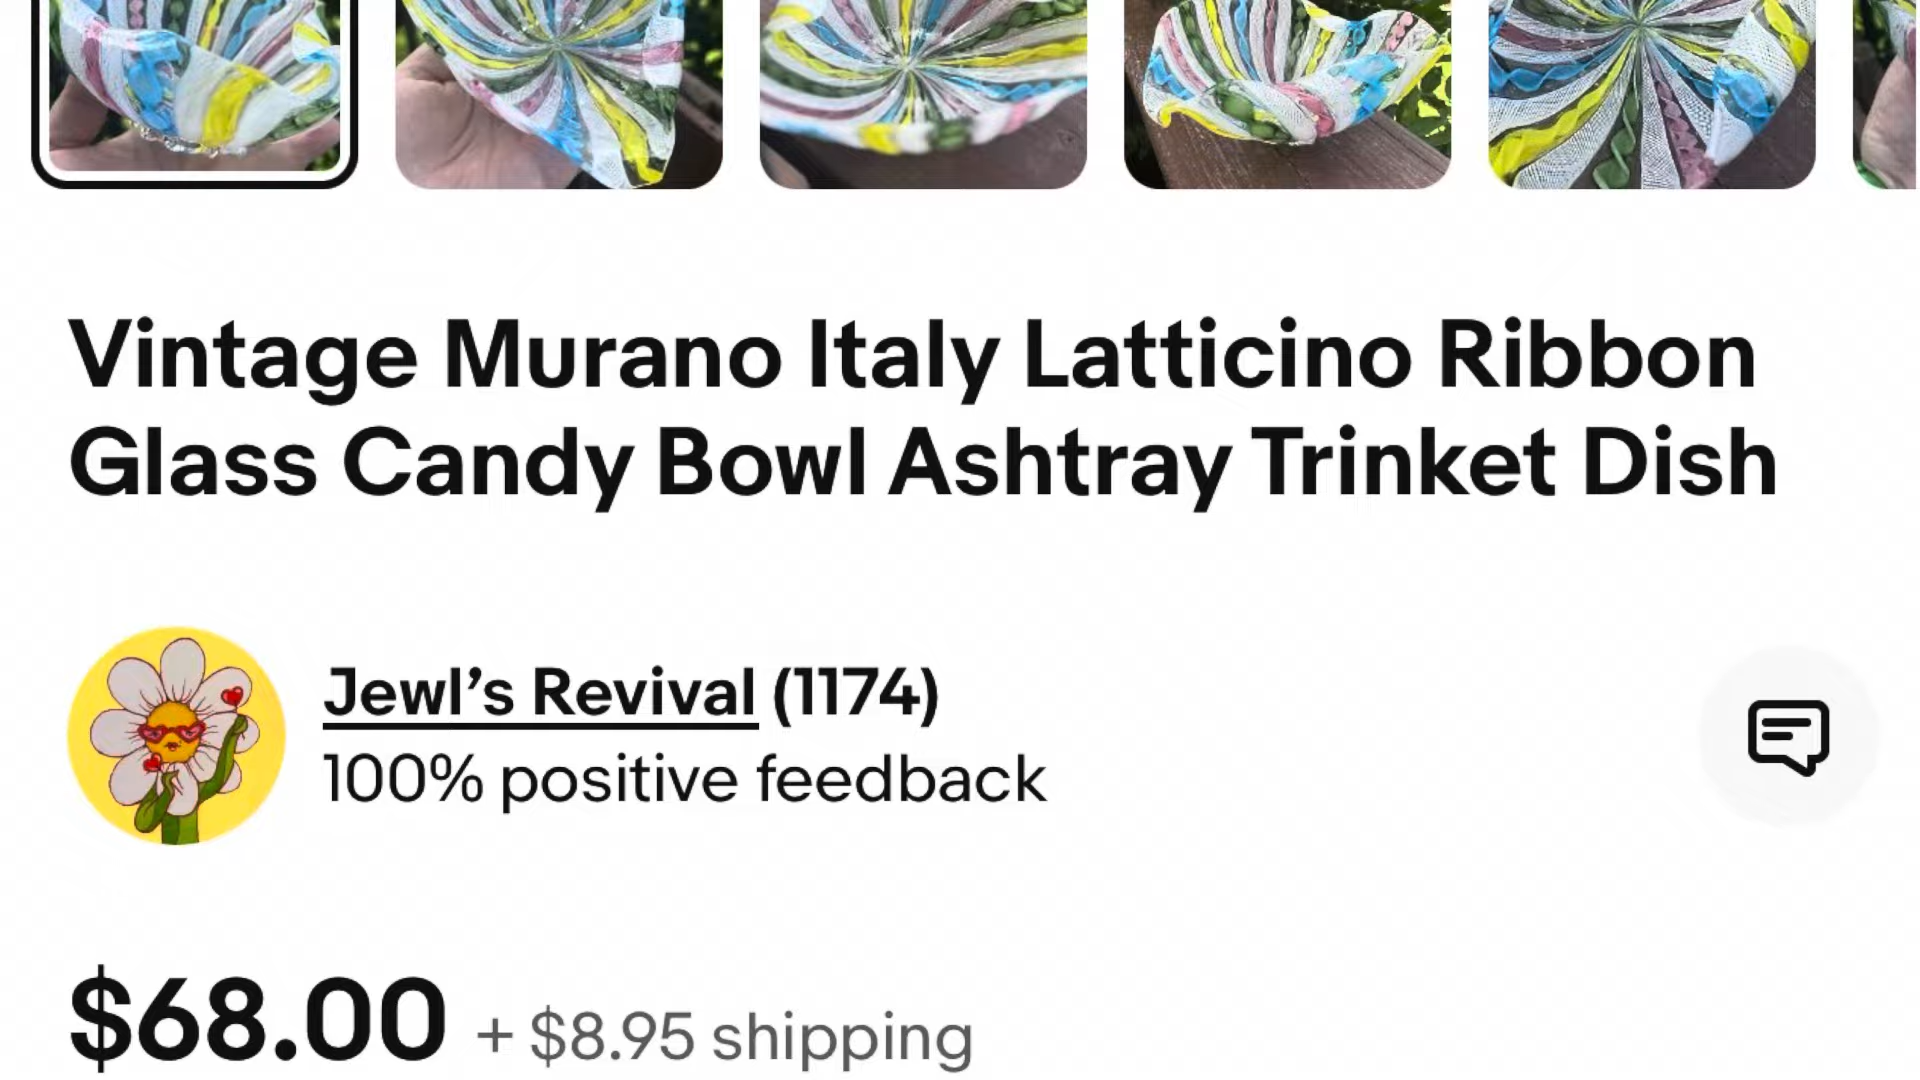 Vintage Murano Italy Latticino Ribbon
Glass Candy Bowl Ashtray Trinket Dish
Jewl’s Revival (1174)
100% positive feedback
$68.00 + $8.95 shipping